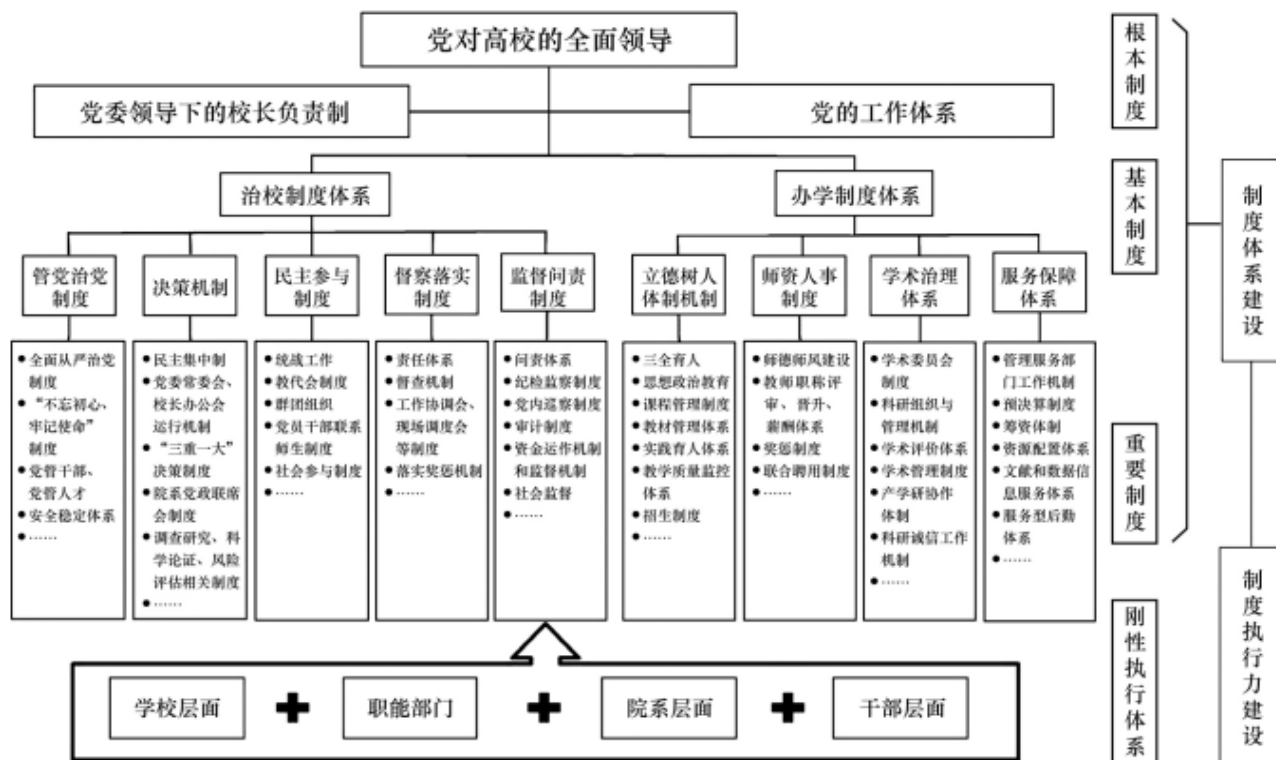 党对高校的全面领导
党委领导下的校长负责制
党的工作体系
治校制度体系
办学制度体系
管党治党
制度
决策机制
民主参与
制度
督察落实
制度
监督问责
制度
立德树人
体制机制
师资人事
制度
学术治理
体系
服务保障
体系
● 全面从严治党
制度
● “不忘初心、
牢记使命”
制度
● 党管干部、
党管人才
● 安全稳定体系
● ……
● 民主集中制
● 党委常委会、
校长办公会
运行机制
● “三重一大”
决策制度
● 院系党政联席
会制度
● 调查研究、科
学论证、风险
评估相关制度
● ……
● 统战工作
● 教代会制度
● 群团组织
● 党员干部联系
师生制度
● 社会参与制度
● ……
● 责任体系
● 督查机制
● 工作协调会、
现场调度会
等制度
● 落实奖惩机制
● ……
● 问责体系
● 纪检监察制度
● 党内巡察制度
● 审计制度
● 资金运作机制
和监督机制
● 社会监督
● ……
● 三全育人
● 思想政治教育
● 课程管理制度
● 教材管理体系
● 实践育人体系
● 教学质量监控
体系
● 招生制度
● ……
● 师德师风建设
● 教师职称评
审、晋升、
薪酬体系
● 奖惩制度
● 联合聘用制度
● ……
● 学术委员会
制度
● 科研组织与
管理机制
● 学术评价体系
● 学术管理制度
● 产学研协作
体制
● 科研诚信工作
机制
● ……
● 管理服务部
门工作机制
● 预决算制度
● 筹资体制
● 资源配置体系
● 文献和数据信
息服务体系
● 服务型后勤
体系
● ……
学校层面
职能部门
院系层面
干部层面
根本制度
基本制度
重要制度
刚性执行体系
制度体系建设
制度执行力建设